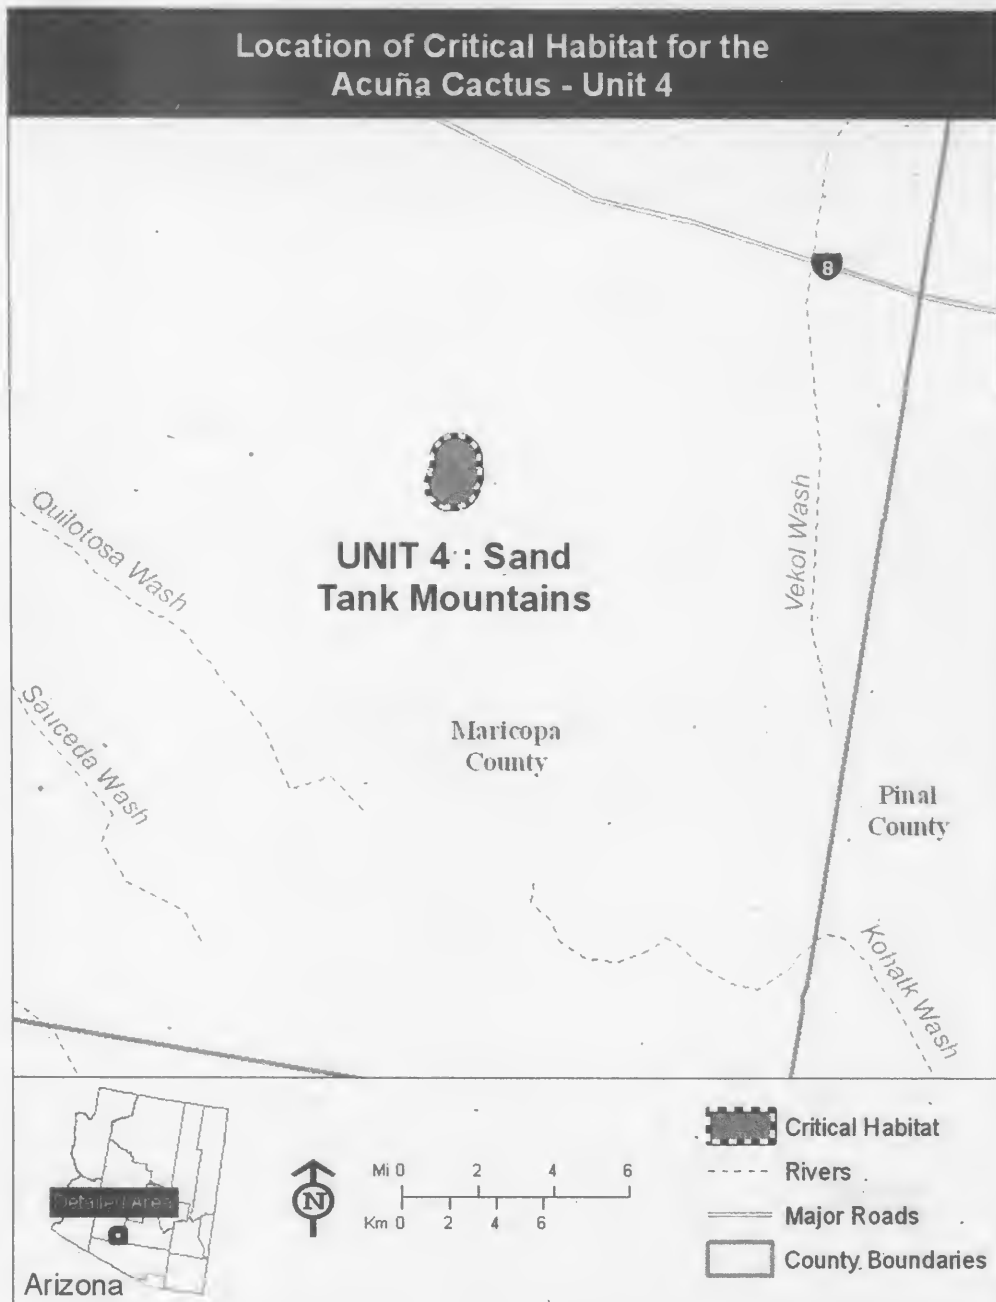 Location of Critical Habitat for the
Acuña Cactus - Unit 4
8
Quilotosa Wash
UNIT 4 : Sand
Tank Mountains
Vekol Wash
Sauceda Wash
Maricopa
County
Pinal
County
Kohatk Wash
Detailed Area
Arizona
N
Mi 0 2 4 6
Km 0 2 4 6
Critical Habitat
Rivers
Major Roads
County Boundaries